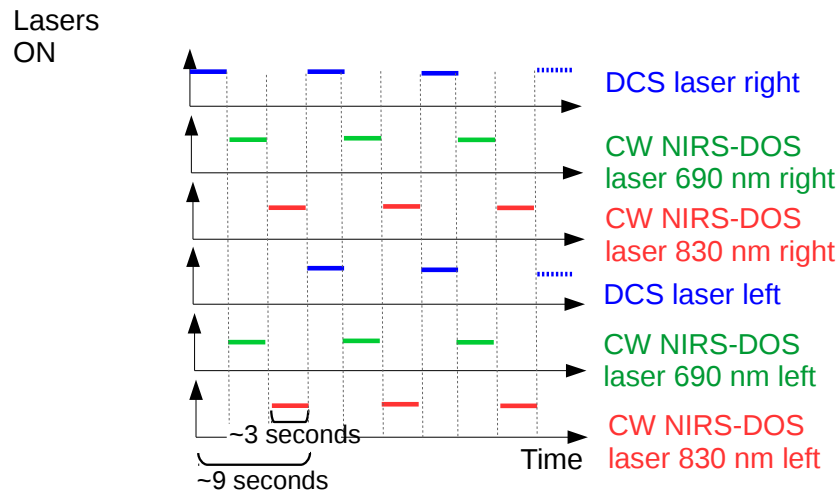 Lasers
ON
DCS laser right
CW NIRS-DOS
laser 690 nm right
CW NIRS-DOS
laser 830 nm right
DCS laser left
CW NIRS-DOS
laser 690 nm left
CW NIRS-DOS
laser 830 nm left
~3 seconds
Time
~9 seconds